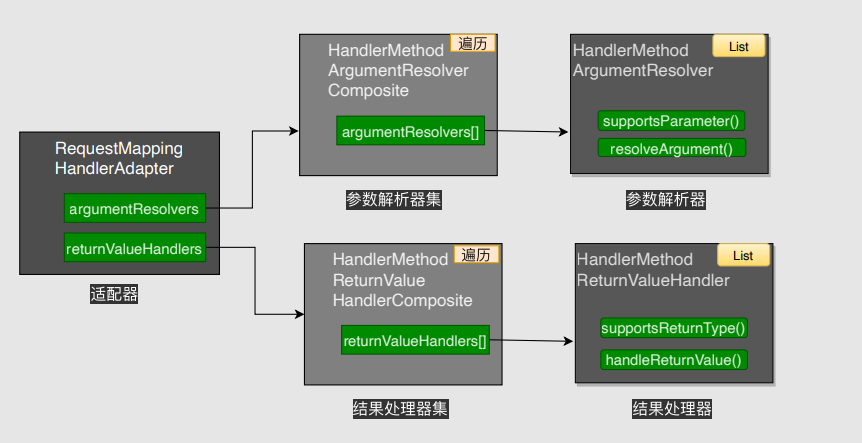 RequestMapping
HandlerAdapter
argumentResolvers
returnValueHandlers
适配器
遍历
HandlerMethod
ArgumentResolver
Composite
argumentResolvers[]
参数解析器集
List
HandlerMethod
ArgumentResolver
supportsParameter()
resolveArgument()
参数解析器
遍历
HandlerMethod
ReturnValue
HandlerComposite
returnValueHandlers[]
结果处理器集
List
HandlerMethod
ReturnValueHandler
supportsReturnType()
handleReturnValue()
结果处理器